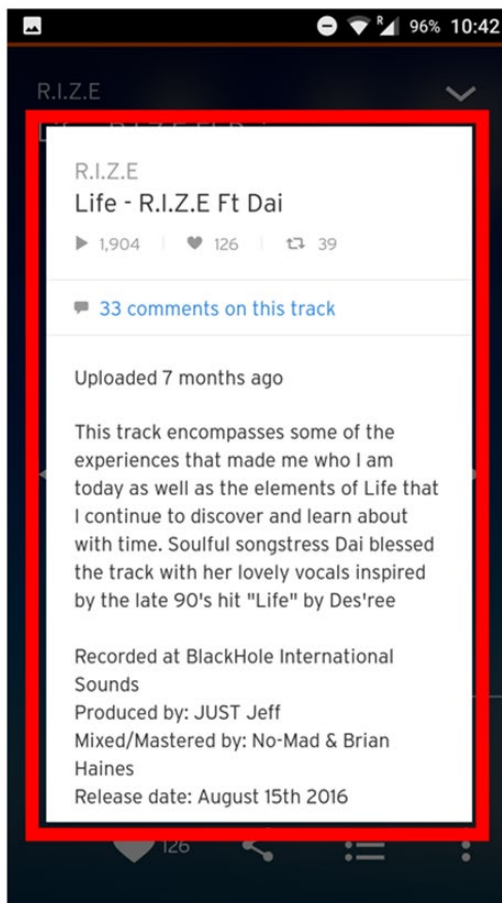 R 96% 10:42
R.I.Z.E
R.I.Z.E
Life - R.I.Z.E Ft Dai
1,904 126 39
33 comments on this track
Uploaded 7 months ago
This track encompasses some of the
experiences that made me who I am
today as well as the elements of Life that
I continue to discover and learn about
with time. Soulful songstress Dai blessed
the track with her lovely vocals inspired
by the late 90's hit "Life" by Des'ree
Recorded at BlackHole International
Sounds
Produced by: JUST Jeff
Mixed/Mastered by: No-Mad & Brian
Haines
Release date: August 15th 2016
126